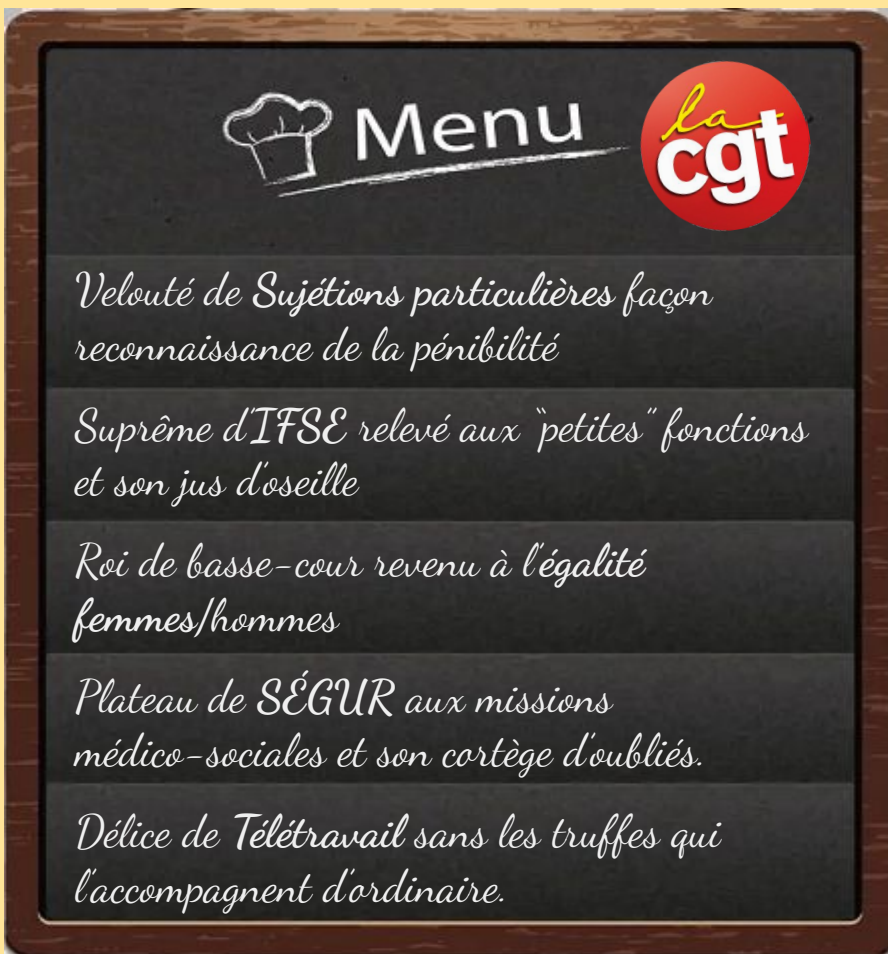 Menu
la
cgt
Velouté de Sujétions particulières façon
reconnaissance de la pénibilité
Suprême d'IFSE relevé aux "petites" fonctions
et son jus d'oseille
Roi de basse-cour revenu à l'égalité
femmes/hommes
Plateau de SÉGUR aux missions
médico-sociales et son cortège d'oubliés.
Délice de Télétravail sans les truffes qui
l'accompagnent d'ordinaire.